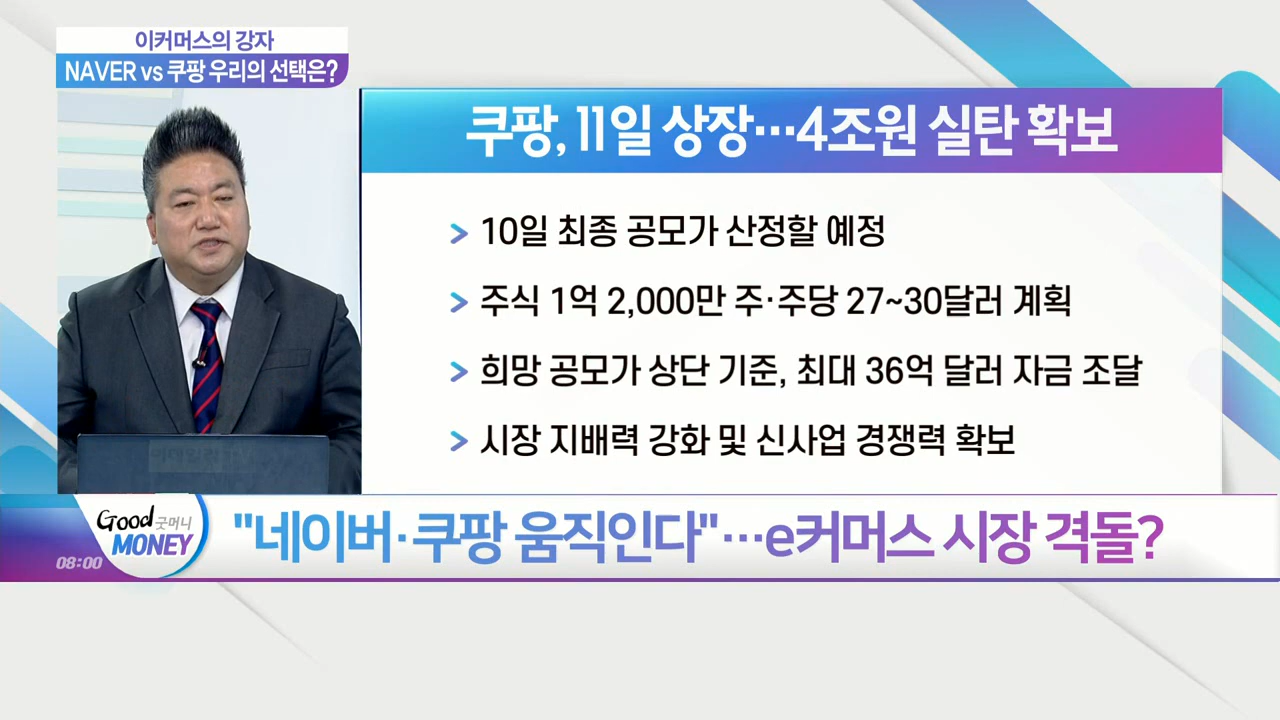 이커머스의 강자
NAVER vs 쿠팡 우리의 선택은?
쿠팡, 11일 상장…4조원 실탄 확보
> 10일 최종 공모가 산정할 예정
> 주식 1억 2,000만 주·주당 27~30달러 계획
> 희망 공모가 상단 기준, 최대 36억 달러 자금 조달
> 시장 지배력 강화 및 신사업 경쟁력 확보
Good 굿머니
MONEY
08:00
"네이버·쿠팡 움직인다"…e커머스 시장 격돌?